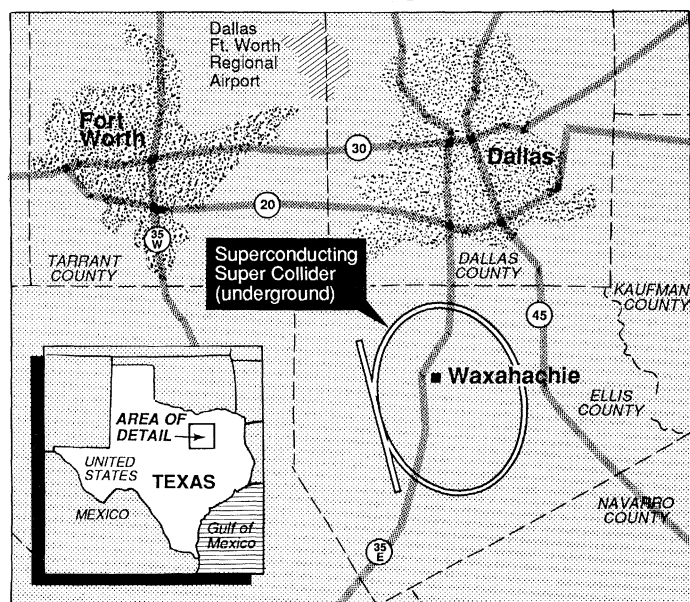 Dallas
Ft. Worth
Regional
Airport
Fort
Worth
30
Dallas
20
35
W
Superconducting
Super Collider
(underground)
TARRANT
COUNTY
DALLAS
COUNTY
KAUFMAN
COUNTY
45
Waxahachie
ELLIS
COUNTY
AREA OF
DETAIL
UNITED
STATES
TEXAS
MEXICO
Gulf of
Mexico
NAVARRO
COUNTY
35
E